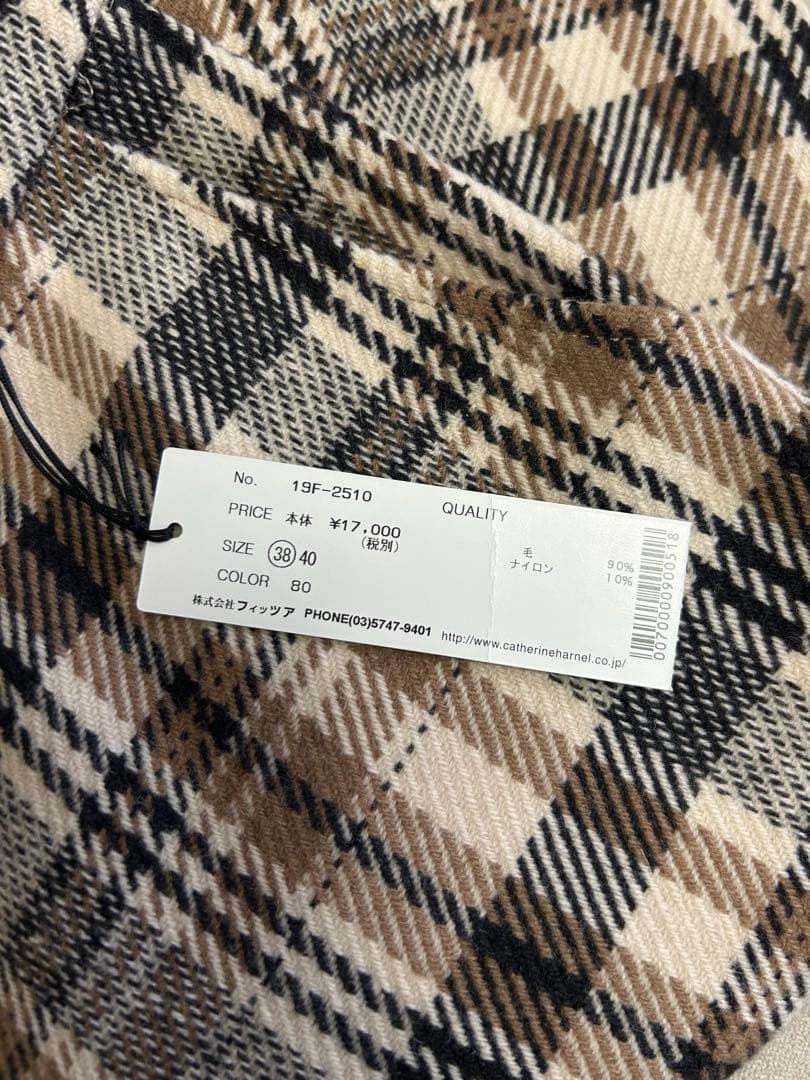 No. 19F-2510
PRICE 本体 ¥17,000
(税別)
SIZE 38 40
COLOR 80
株式会社フィッツア PHONE(03)5747-9401
QUALITY
毛 90%
ナイロン 10%
http://www.catherineharnel.co.jp/
0070000900518